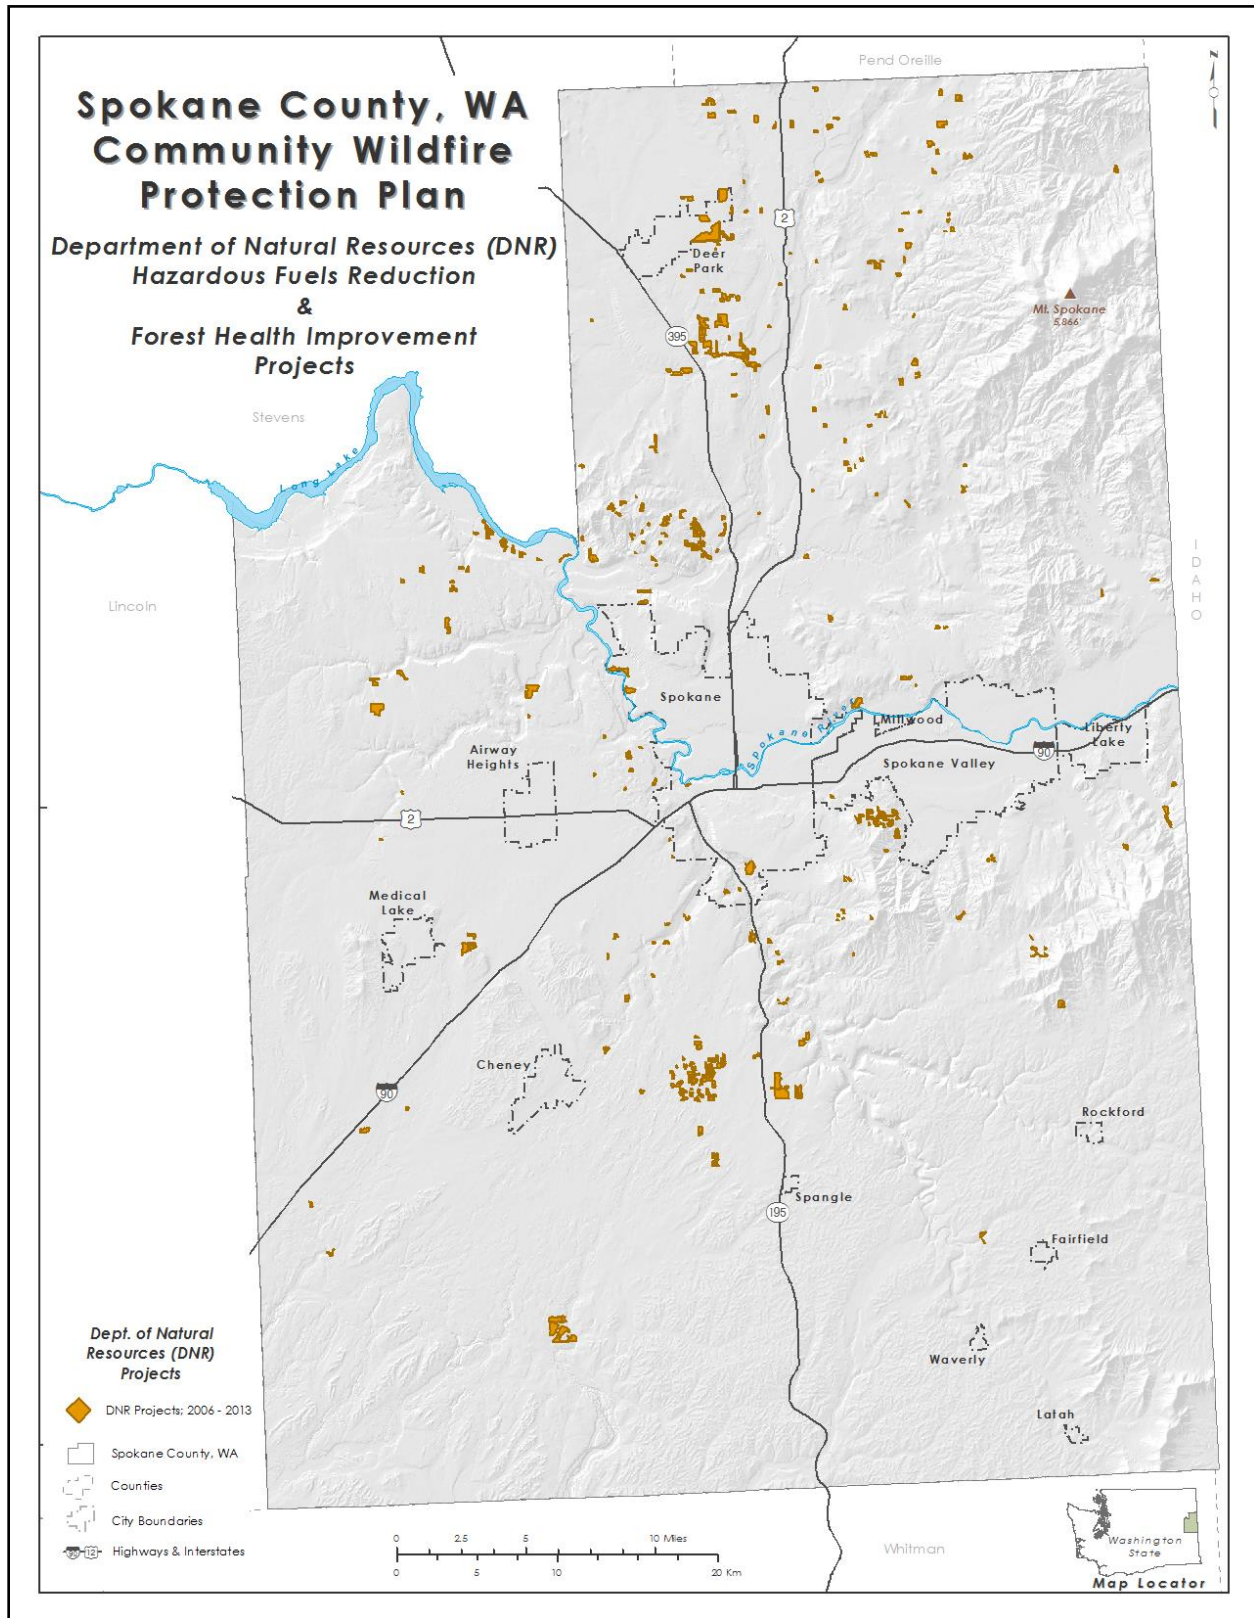 Spokane County, WA
Community Wildfire
Protection Plan
Department of Natural Resources (DNR)
Hazardous Fuels Reduction
&
Forest Health Improvement
Projects
Pend Oreille
N
2
Deer
Park
Mt. Spokane
5,866'
395
Stevens
Long Lake
IDAHO
Lincoln
Spokane
Spokane River
Millwood
Liberty
Lake
90
Airway
Heights
Spokane Valley
2
Medical
Lake
Cheney
90
Rockford
Spangle
195
Fairfield
Waverly
Latah
Dept. of Natural
Resources (DNR)
Projects
DNR Projects; 2006 - 2013
Spokane County, WA
Counties
City Boundaries
90 12 Highways & Interstates
0 2.5 5 10 Miles
0 5 10 20 Km
Whitman
Washington
State
Map Locator